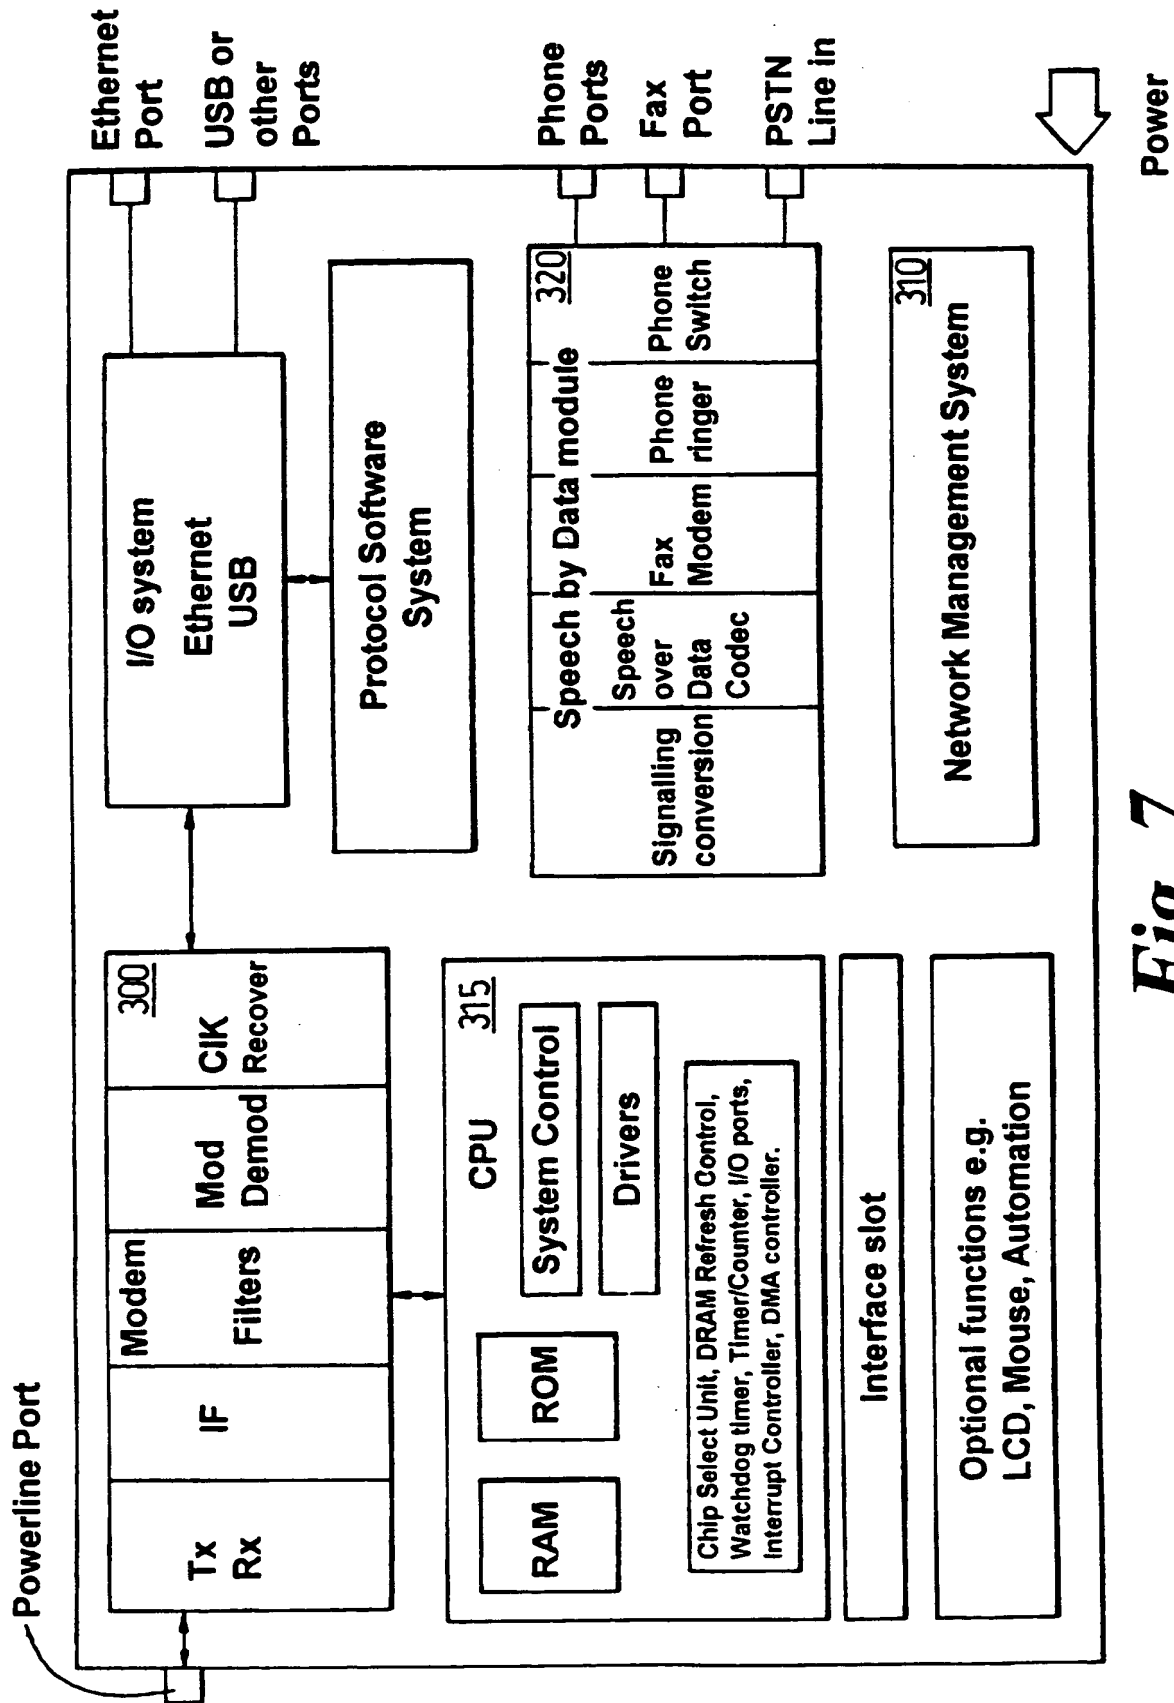 Powerline Port
Tx
Rx
IF
Modem
Filters
Mod
Demod
300
ClK
Recover
I/O system
Ethernet
USB
Ethernet
Port
USB or
other
Ports
Protocol Software
System
CPU
315
RAM
ROM
System Control
Drivers
Chip Select Unit, DRAM Refresh Control,
Watchdog timer, Timer/Counter, I/O ports,
Interrupt Controller, DMA controller.
Speech by Data module
320
Signalling
conversion
Speech
over
Data
Codec
Fax
Modem
Phone
ringer
Phone
Switch
Phone
Ports
Fax
Port
PSTN
Line in
Interface slot
Optional functions e.g.
LCD, Mouse, Automation
310
Network Management System
Power
Fig. 7